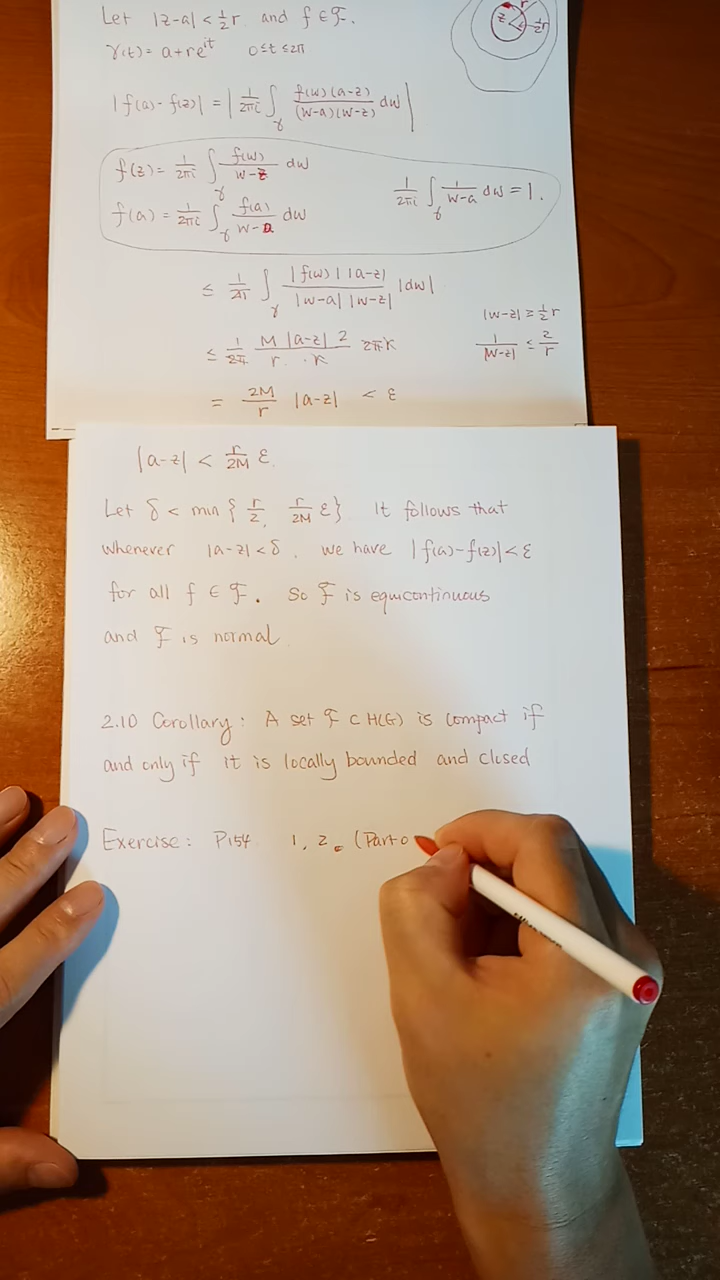 Let |z-a| < ½r and f ∈ F.
γ(t) = a+re^{it} 0≤t≤2π
z r ½r
|f(a)-f(z)| = | 1/2πi ∫_γ f(w)(a-z)/(w-a)(w-z) dw |
f(z) = 1/2πi ∫_γ f(w)/w-z dw
1/2πi ∫_γ 1/w-a dw = 1.
f(a) = 1/2πi ∫_γ f(a)/w-a dw
≤ 1/2π ∫_γ |f(w)| |a-z|/|w-a| |w-z| |dw|
|w-z| ≥ ½r
≤ 1/2π M |a-z| 2/r · r 2πr
1/|w-z| ≤ 2/r
= 2M/r |a-z| < ε
|a-z| < r/2M ε.
Let δ < min { r/2, r/2M ε } It follows that
whenever |a-z| < δ, we have |f(a)-f(z)| < ε
for all f ∈ F. So F is equicontinuous
and F is normal
2.10 Corollary: A set F ⊂ H(G) is compact if
and only if it is locally bounded and closed
Exercise: P154 1, 2. (Part o